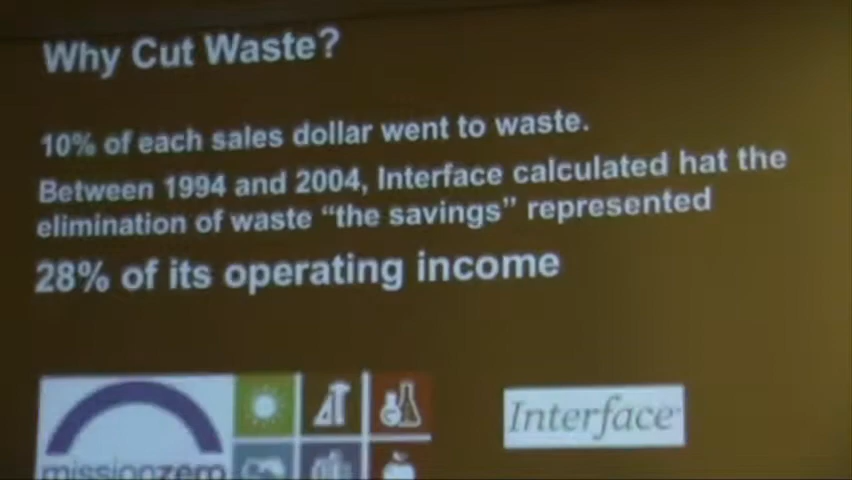 Why Cut Waste?
10% of each sales dollar went to waste.
Between 1994 and 2004, Interface calculated hat the
elimination of waste “the savings” represented
28% of its operating income
missionzero
Interface